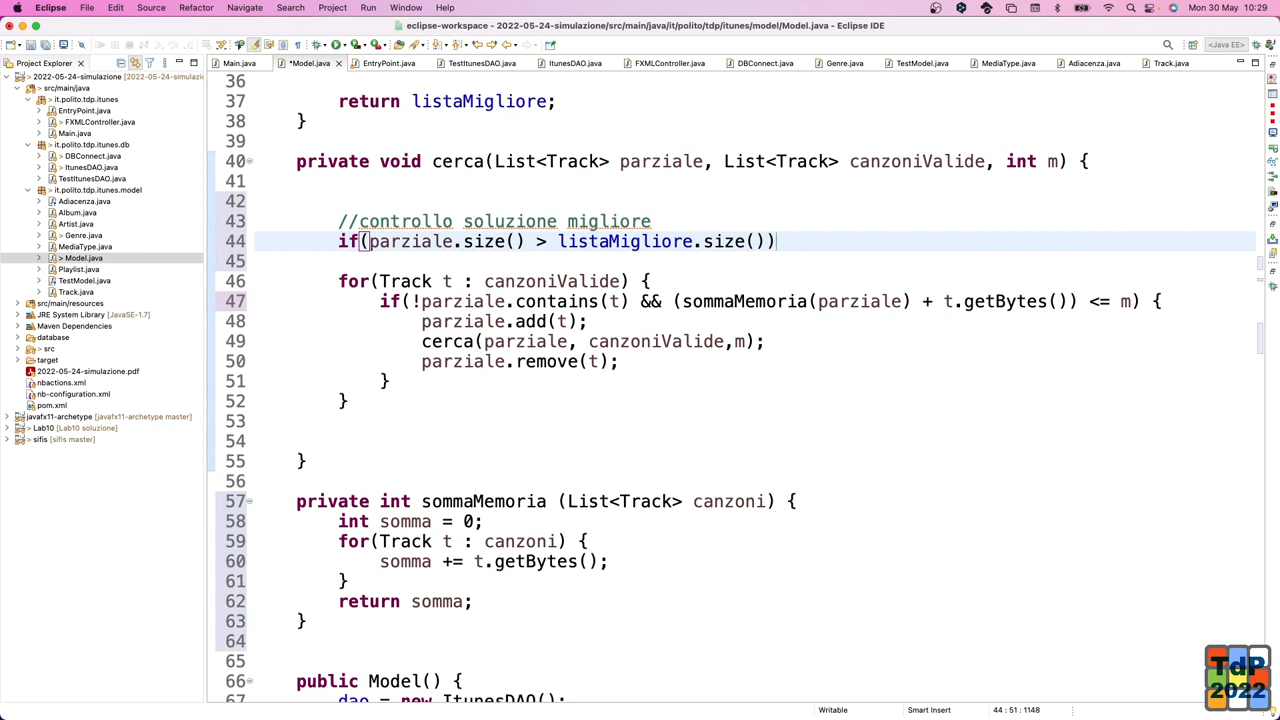 Eclipse File Edit Source Refactor Navigate Search Project Run Window Help Mon 30 May 10:29
eclipse-workspace - 2022-05-24-simulazione/src/main/java/it/polito/tdp/itunes/model/Model.java - Eclipse IDE
<Java EE>
Project Explorer
Main.java *Model.java EntryPoint.java TestItunesDAO.java ItunesDAO.java FXMLController.java DBConnect.java Genre.java TestModel.java MediaType.java Adiacenza.java Track.java
2022-05-24-simulazione [2022-05-24-simulazi
src/main/java
it.polito.tdp.itunes
EntryPoint.java
> FXMLController.java
Main.java
it.polito.tdp.itunes.db
DBConnect.java
> ItunesDAO.java
TestItunesDAO.java
it.polito.tdp.itunes.model
Adiacenza.java
Album.java
Artist.java
> Genre.java
MediaType.java
> Model.java
Playlist.java
TestModel.java
Track.java
src/main/resources
JRE System Library [JavaSE-1.7]
Maven Dependencies
database
> src
target
2022-05-24-simulazione.pdf
nbactions.xml
nb-configuration.xml
pom.xml
javafx11-archetype [javafx11-archetype master]
> Lab10 [Lab10 soluzione]
> sifis [sifis master]
36
37 return listaMigliore;
38 }
39
40 private void cerca(List<Track> parziale, List<Track> canzoniValide, int m) {
41
42
43 //controllo soluzione migliore
44 if(parziale.size() > listaMigliore.size())
45
46 for(Track t : canzoniValide) {
47 if(!parziale.contains(t) && (sommaMemoria(parziale) + t.getBytes()) <= m) {
48 parziale.add(t);
49 cerca(parziale, canzoniValide,m);
50 parziale.remove(t);
51 }
52 }
53
54
55 }
56
57 private int sommaMemoria (List<Track> canzoni) {
58 int somma = 0;
59 for(Track t : canzoni) {
60 somma += t.getBytes();
61 }
62 return somma;
63 }
64
65
66 public Model() {
67 dao = new ItunesDAO();
TdP
2022
Writable Smart Insert 44 : 51 : 1148